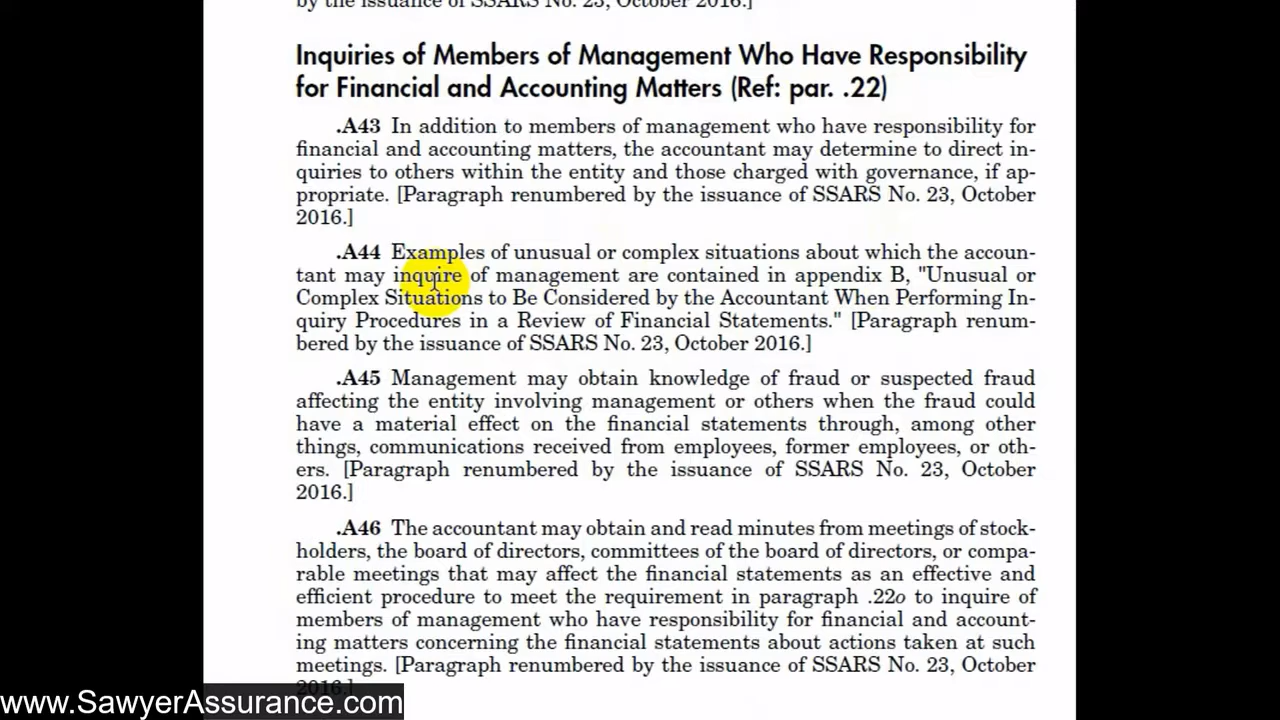 by the issuance of SSARS No. 23, October 2016.]
Inquiries of Members of Management Who Have Responsibility
for Financial and Accounting Matters (Ref: par. .22)
.A43 In addition to members of management who have responsibility for
financial and accounting matters, the accountant may determine to direct in-
quiries to others within the entity and those charged with governance, if ap-
propriate. [Paragraph renumbered by the issuance of SSARS No. 23, October
2016.]
.A44 Examples of unusual or complex situations about which the accoun-
tant may inquire of management are contained in appendix B, "Unusual or
Complex Situations to Be Considered by the Accountant When Performing In-
quiry Procedures in a Review of Financial Statements." [Paragraph renum-
bered by the issuance of SSARS No. 23, October 2016.]
.A45 Management may obtain knowledge of fraud or suspected fraud
affecting the entity involving management or others when the fraud could
have a material effect on the financial statements through, among other
things, communications received from employees, former employees, or oth-
ers. [Paragraph renumbered by the issuance of SSARS No. 23, October
2016.]
.A46 The accountant may obtain and read minutes from meetings of stock-
holders, the board of directors, committees of the board of directors, or compa-
rable meetings that may affect the financial statements as an effective and
efficient procedure to meet the requirement in paragraph .22o to inquire of
members of management who have responsibility for financial and account-
ing matters concerning the financial statements about actions taken at such
meetings. [Paragraph renumbered by the issuance of SSARS No. 23, October
2016.]
www.SawyerAssurance.com